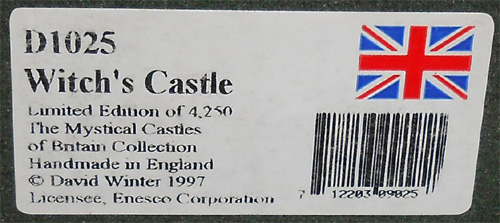 D1025
Witch's Castle
Limited Edition of 4,250
The Mystical Castles
of Britain Collection
Handmade in England
© David Winter 1997
Licensee, Enesco Corporation
7 12203 09025